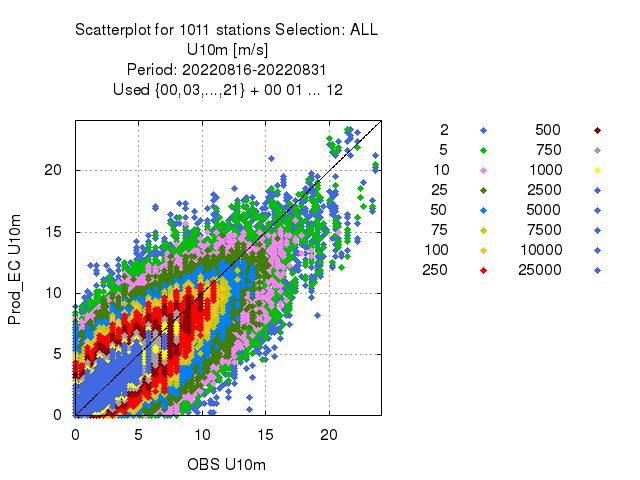 Scatterplot for 1011 stations Selection: ALL
U10m [m/s]
Period: 20220816-20220831
Used {00,03,...,21} + 00 01 ... 12
Prod_EC U10m
20
15
10
5
0
0 5 10 15 20
OBS U10m
2 500
5 750
10 1000
25 2500
50 5000
75 7500
100 10000
250 25000